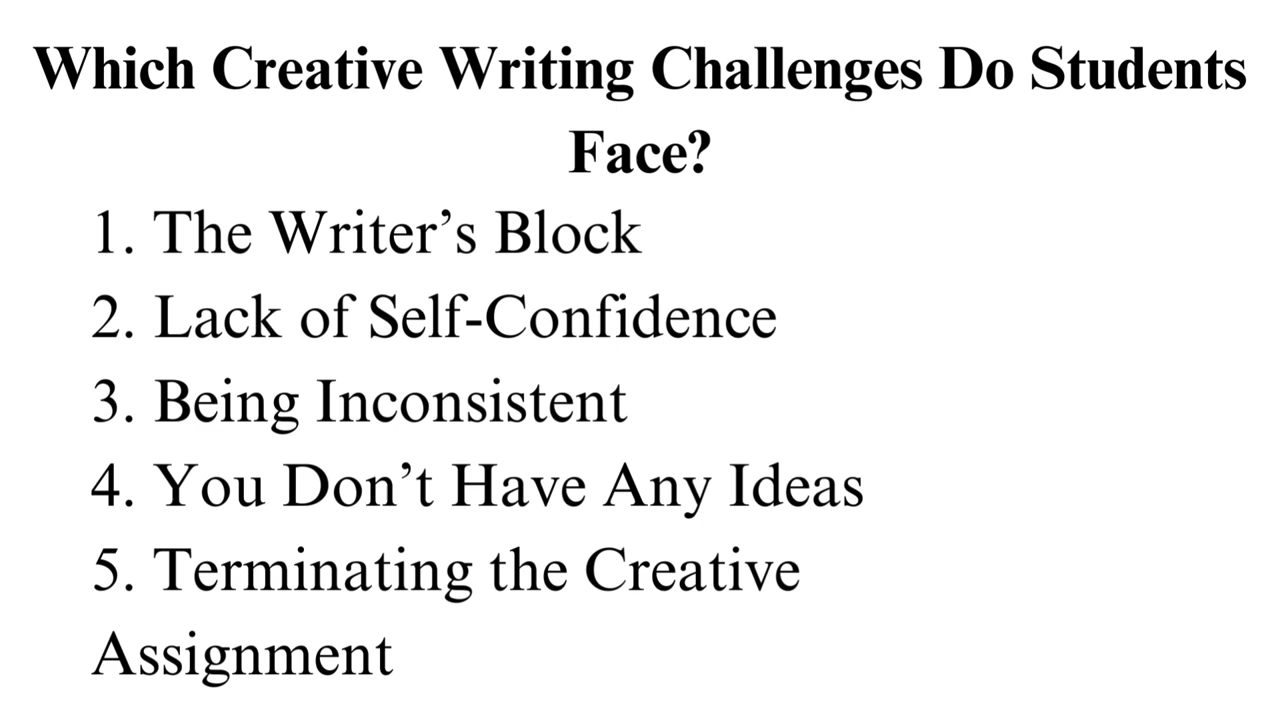 Which Creative Writing Challenges Do Students
Face?
1. The Writer’s Block
2. Lack of Self-Confidence
3. Being Inconsistent
4. You Don’t Have Any Ideas
5. Terminating the Creative
Assignment